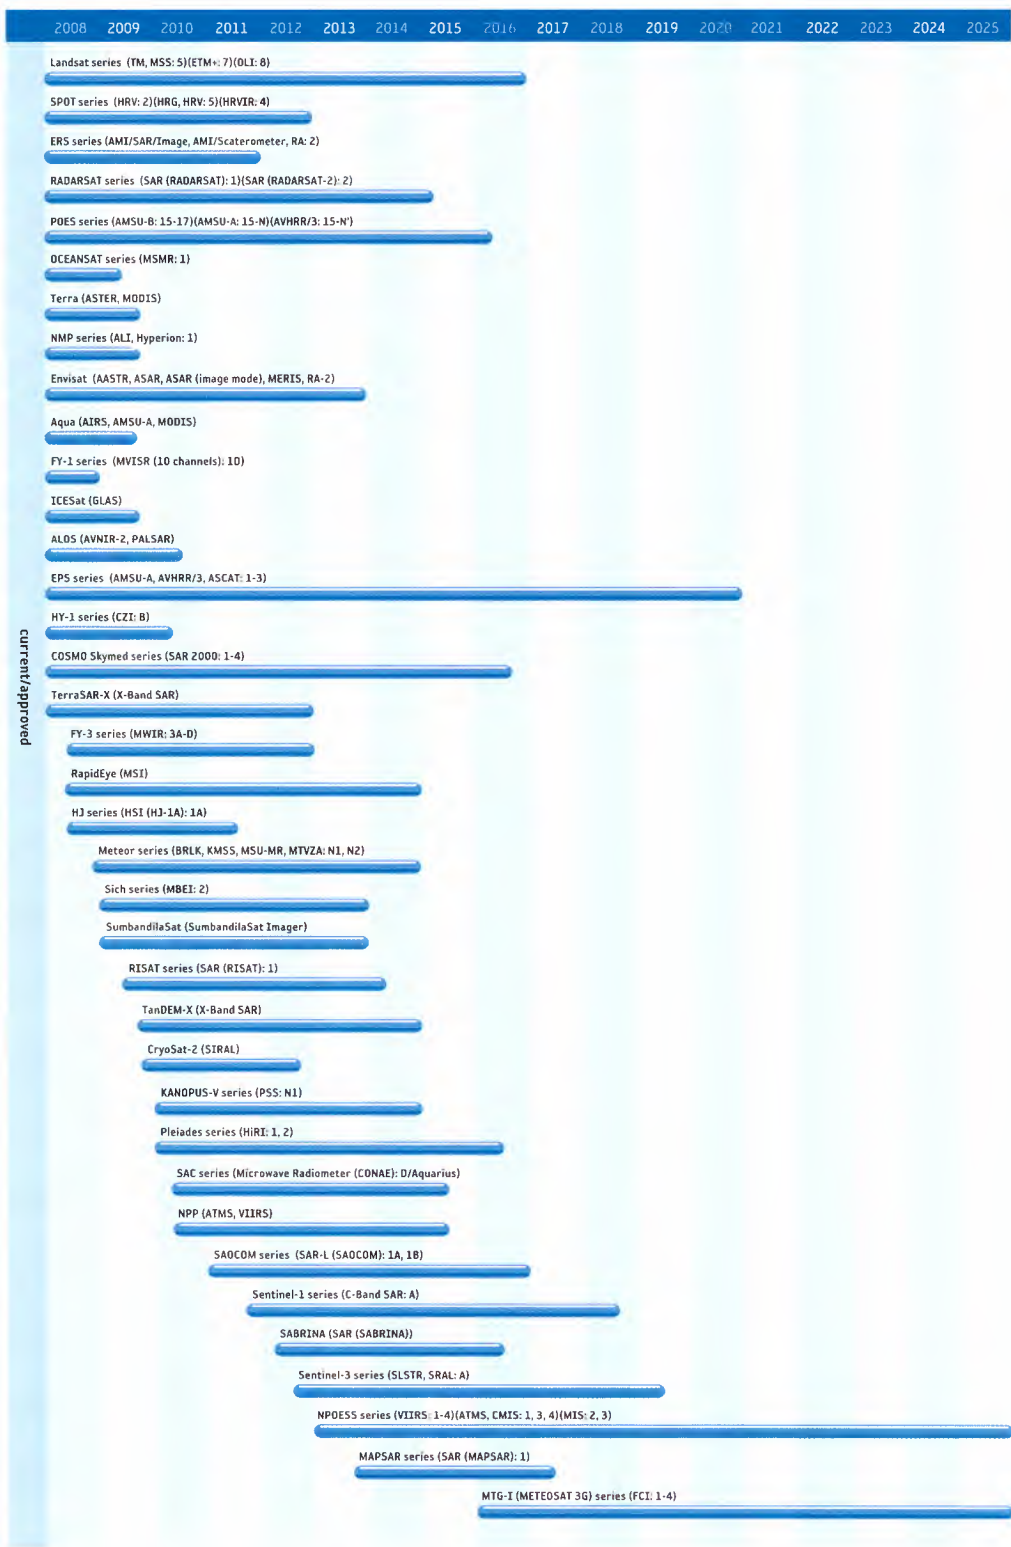 2008 2009 2010 2011 2012 2013 2014 2015 2016 2017 2018 2019 2020 2021 2022 2023 2024 2025
Landsat series (TM, MSS: 5)(ETM+: 7)(OLI: 8)
SPOT series (HRV: 2)(HRG, HRV: 5)(HRVIR: 4)
ERS series (AMI/SAR/Image, AMI/Scaterometer, RA: 2)
RADARSAT series (SAR (RADARSAT): 1)(SAR (RADARSAT-2): 2)
POES series (AMSU-B: 15-17)(AMSU-A: 15-N)(AVHRR/3: 15-N')
OCEANSAT series (MSMR: 1)
Terra (ASTER, MODIS)
NMP series (ALI, Hyperion: 1)
Envisat (AASTR, ASAR, ASAR (image mode), MERIS, RA-2)
Aqua (AIRS, AMSU-A, MODIS)
FY-1 series (MVISR (10 channels): 1D)
ICESat (GLAS)
ALOS (AVNIR-2, PALSAR)
EPS series (AMSU-A, AVHRR/3, ASCAT: 1-3)
HY-1 series (CZI: B)
current/approved
COSMO Skymed series (SAR 2000: 1-4)
TerraSAR-X (X-Band SAR)
FY-3 series (MWIR: 3A-D)
RapidEye (MSI)
HJ series (HSI (HJ-1A): 1A)
Meteor series (BRLK, KMSS, MSU-MR, MTVZA: N1, N2)
Sich series (MBEI: 2)
SumbandilaSat (SumbandilaSat Imager)
RISAT series (SAR (RISAT): 1)
TanDEM-X (X-Band SAR)
CryoSat-2 (SIRAL)
KANOPUS-V series (PSS: N1)
Pleiades series (HiRI: 1, 2)
SAC series (Microwave Radiometer (CONAE): D/Aquarius)
NPP (ATMS, VIIRS)
SAOCOM series (SAR-L (SAOCOM): 1A, 1B)
Sentinel-1 series (C-Band SAR: A)
SABRINA (SAR (SABRINA))
Sentinel-3 series (SLSTR, SRAL: A)
NPOESS series (VIIRS: 1-4)(ATMS, CMIS: 1, 3, 4)(MIS: 2, 3)
MAPSAR series (SAR (MAPSAR): 1)
MTG-I (METEOSAT 3G) series (FCI: 1-4)